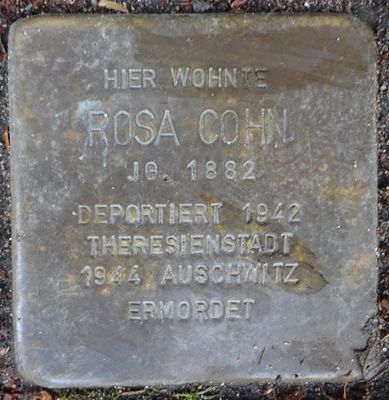 HIER WOHNTE
ROSA COHN
JG. 1882
DEPORTIERT 1942
THERESIENSTADT
1944 AUSCHWITZ
ERMORDET